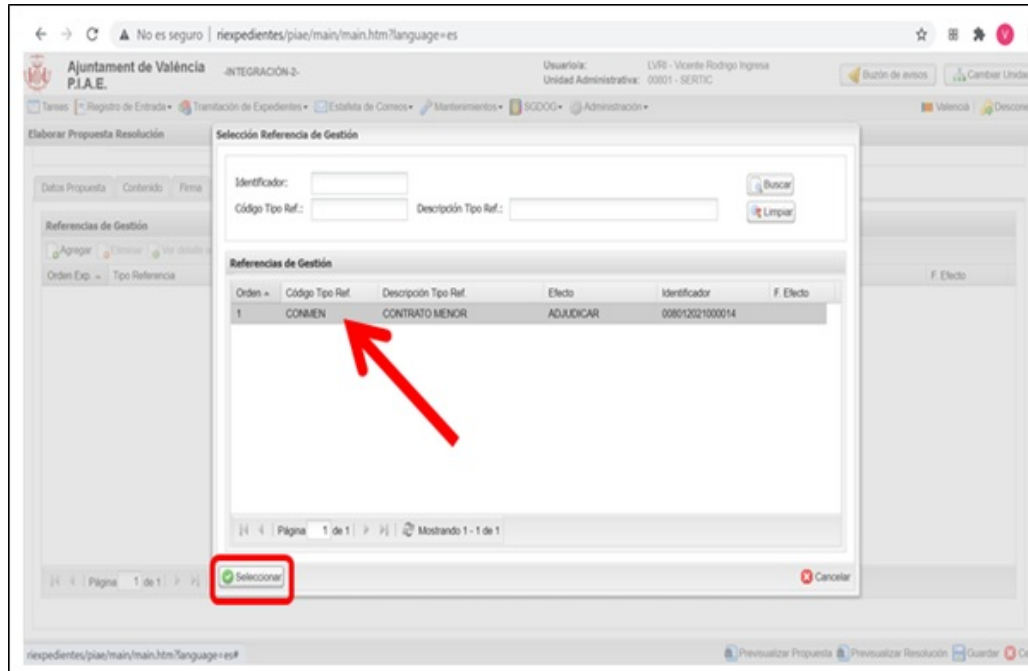 No es seguro | riexpedientes/piae/main/main.htm?language=es
V
Ajuntament de València
P.I.A.E.
-INTEGRACIÓN-2-
Usuario/a: LVRI - Vicente Rodrigo Ingresa
Unidad Administrativa: 00001 - SERTIC
Buzón de avisos
Cambiar Unidad
Tareas Registro de Entrada Tramitación de Expedientes Estafeta de Correos Mantenimientos SGDOG Administración Valencià Descone
Elaborar Propuesta Resolución
Selección Referencia de Gestión
Identificador:
Buscar
Código Tipo Ref.: Descripción Tipo Ref.:
Limpiar
Datos Propuesta Contenido Firma
Referencias de Gestión
Agregar Eliminar Ver detalle
Orden Exp. Tipo Referencia F. Efecto
Referencias de Gestión
Orden Código Tipo Ref. Descripción Tipo Ref. Efecto Identificador F. Efecto
1 CONMEN CONTRATO MENOR ADJUDICAR 008012021000014
Página 1 de 1 Mostrando 1 - 1 de 1
Seleccionar Cancelar
Página 1 de 1
riexpedientes/piae/main/main.htm?language=es#
Previsualizar Propuesta Previsualizar Resolución Guardar Ce